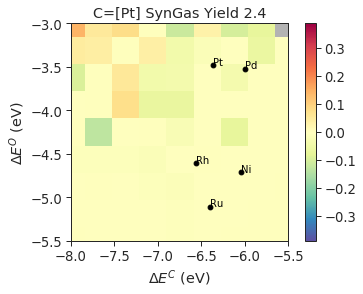 C=[Pt] SynGas Yield 2.4
−3.0
−3.5
−4.0
−4.5
−5.0
−5.5
ΔE^O (eV)
Pt
Pd
Rh
Ni
Ru
−8.0 −7.5 −7.0 −6.5 −6.0 −5.5
ΔE^C (eV)
0.3
0.2
0.1
0.0
−0.1
−0.2
−0.3